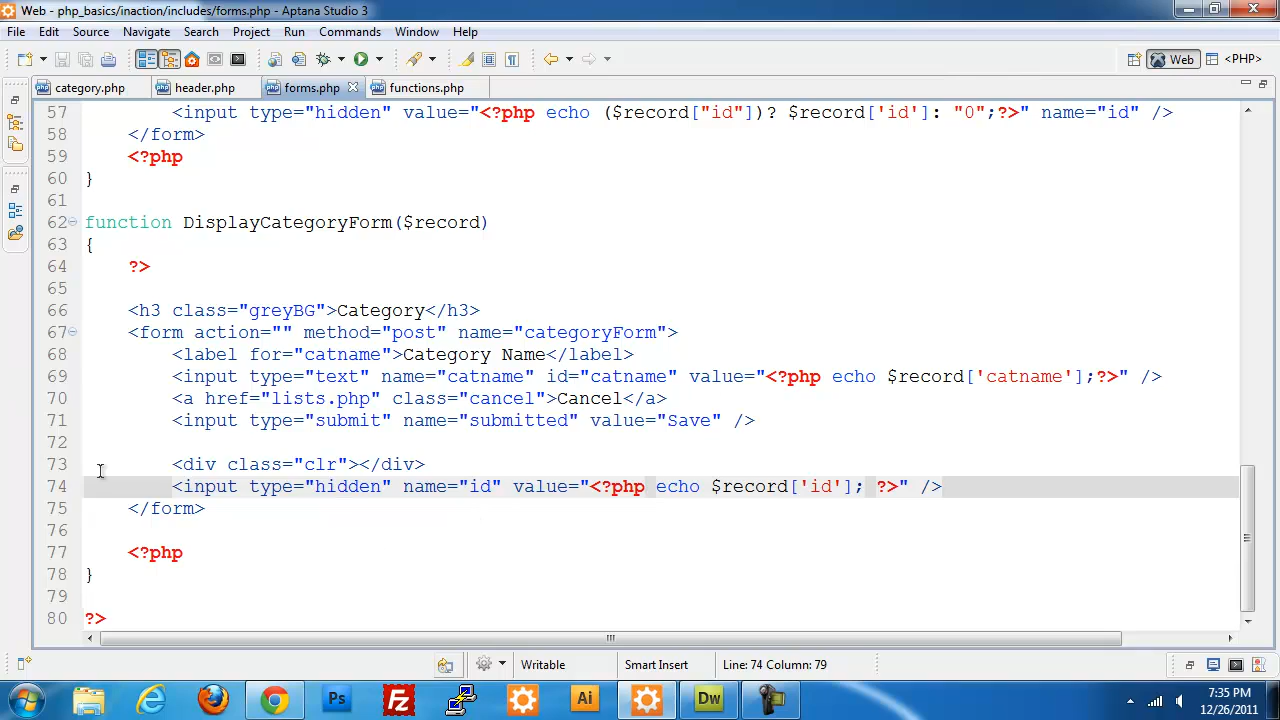 Web - php_basics/inaction/includes/forms.php - Aptana Studio 3
File Edit Source Navigate Search Project Run Commands Window Help
Web <PHP>
category.php header.php forms.php functions.php
57 <input type="hidden" value="<?php echo ($record["id"])? $record['id']: "0";?>" name="id" />
58 </form>
59 <?php
60 }
61
62 function DisplayCategoryForm($record)
63 {
64 ?>
65
66 <h3 class="greyBG">Category</h3>
67 <form action="" method="post" name="categoryForm">
68 <label for="catname">Category Name</label>
69 <input type="text" name="catname" id="catname" value="<?php echo $record['catname'];?>" />
70 <a href="lists.php" class="cancel">Cancel</a>
71 <input type="submit" name="submitted" value="Save" />
72
73 <div class="clr"></div>
74 <input type="hidden" name="id" value="<?php echo $record['id']; ?>" />
75 </form>
76
77 <?php
78 }
79
80 ?>
Writable Smart Insert Line: 74 Column: 79
Ps Fz Ai Dw 7:35 PM
12/26/2011